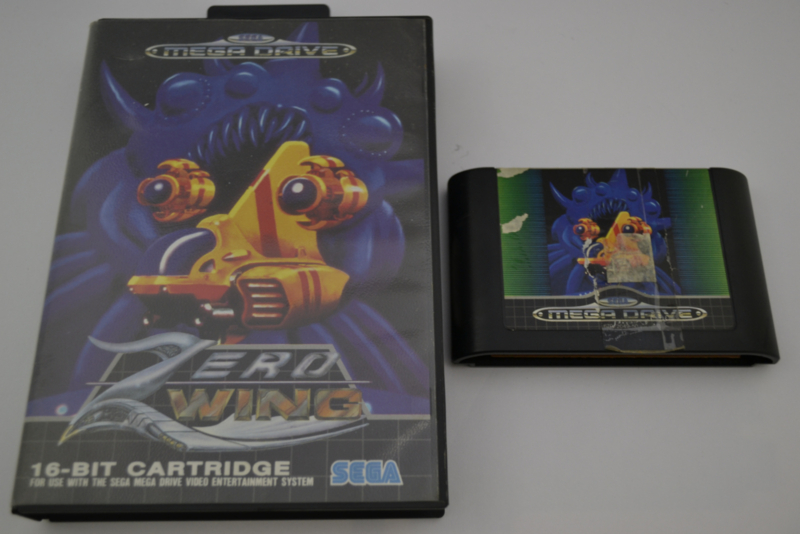 SEGA
MEGA DRIVE
ZERO
WING
16-BIT CARTRIDGE
FOR USE WITH THE SEGA MEGA DRIVE VIDEO ENTERTAINMENT SYSTEM
SEGA
SEGA
MEGA DRIVE